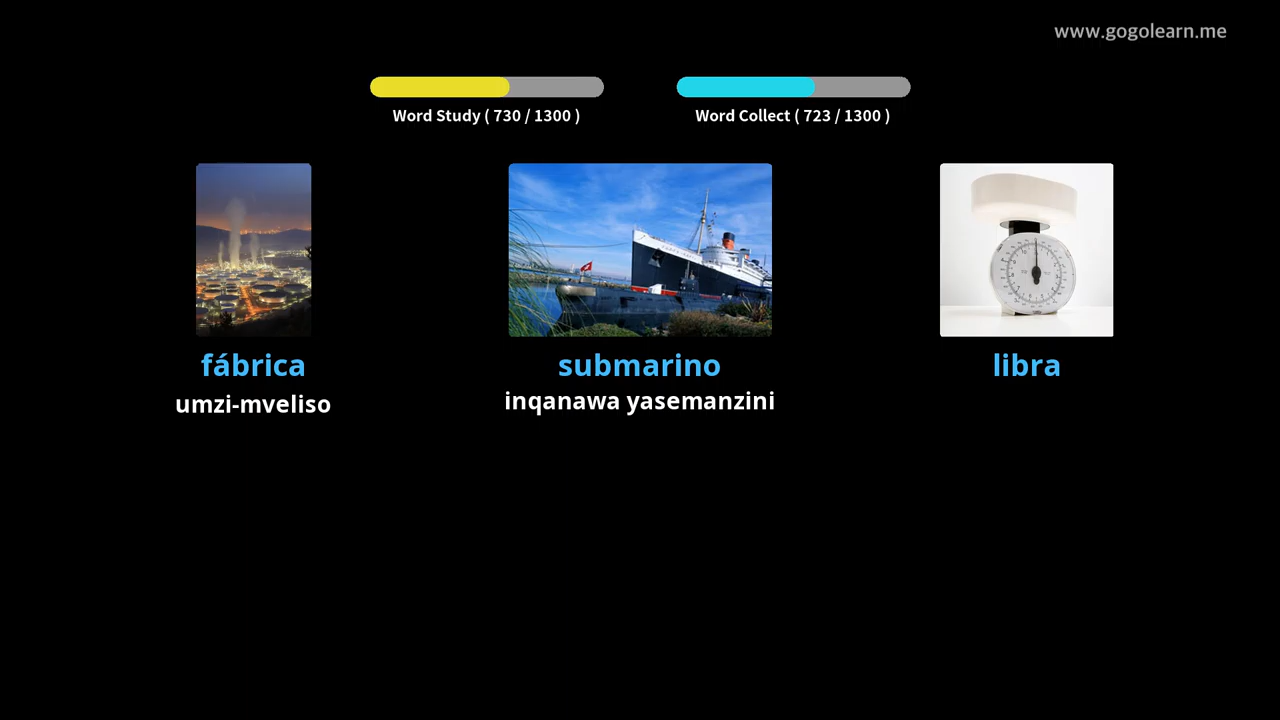 www.gogolearn.me
Word Study ( 730 / 1300 )
Word Collect ( 723 / 1300 )
fábrica
umzi-mveliso
submarino
inqanawa yasemanzini
libra